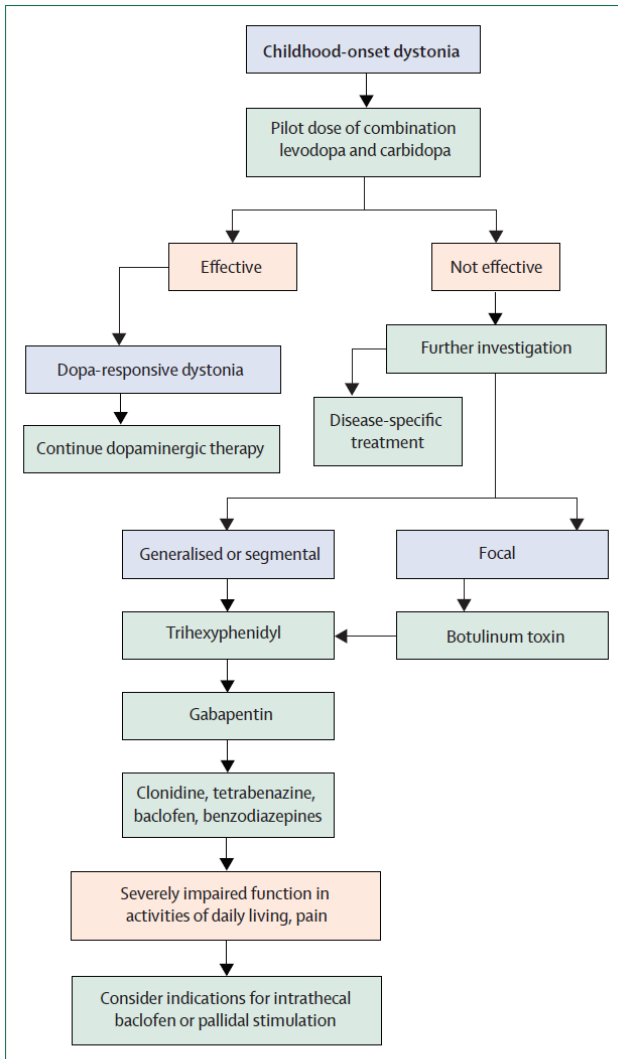 Childhood-onset dystonia
Pilot dose of combination
levodopa and carbidopa
Effective
Not effective
Further investigation
Dopa-responsive dystonia
Disease-specific
treatment
Continue dopaminergic therapy
Generalised or segmental
Focal
Trihexyphenidyl
Botulinum toxin
Gabapentin
Clonidine, tetrabenazine,
baclofen, benzodiazepines
Severely impaired function in
activities of daily living, pain
Consider indications for intrathecal
baclofen or pallidal stimulation